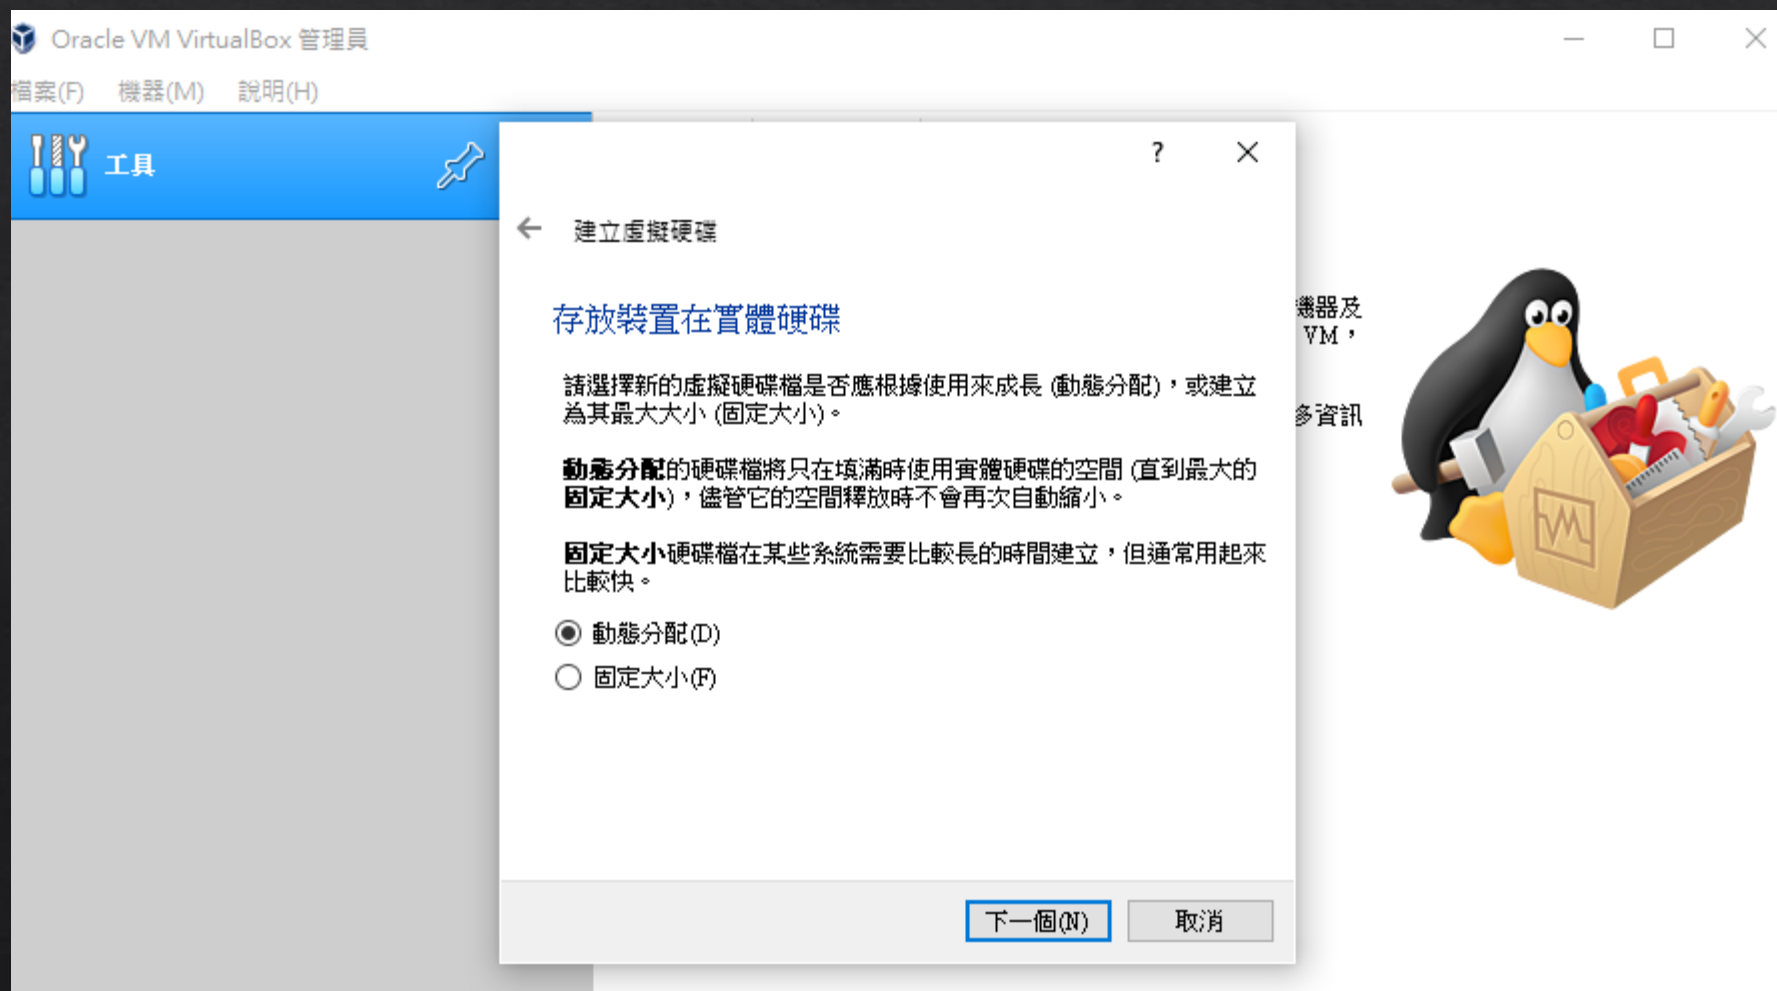 Oracle VM VirtualBox 管理員
檔案(F) 機器(M) 說明(H)
工具
?
建立虛擬硬碟
存放裝置在實體硬碟
請選擇新的虛擬硬碟檔是否應根據使用來成長 (動態分配)，或建立
為其最大大小 (固定大小)。
動態分配的硬碟檔將只在填滿時使用實體硬碟的空間 (直到最大的
固定大小)，儘管它的空間釋放時不會再次自動縮小。
固定大小硬碟檔在某些系統需要比較長的時間建立，但通常用起來
比較快。
動態分配(D)
固定大小(F)
下一個(N)
取消
機器及
VM，
多資訊